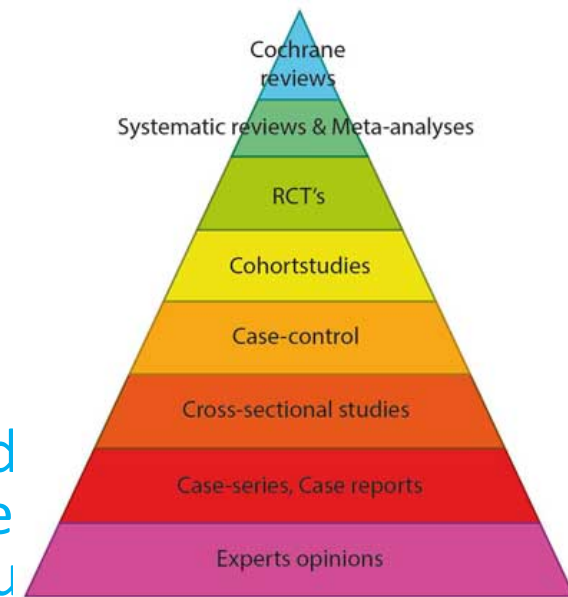 Cochrane
reviews
Systematic reviews & Meta-analyses
RCT's
Cohortstudies
Case-control
Cross-sectional studies
d
Case-series, Case reports
e
Experts opinions
u